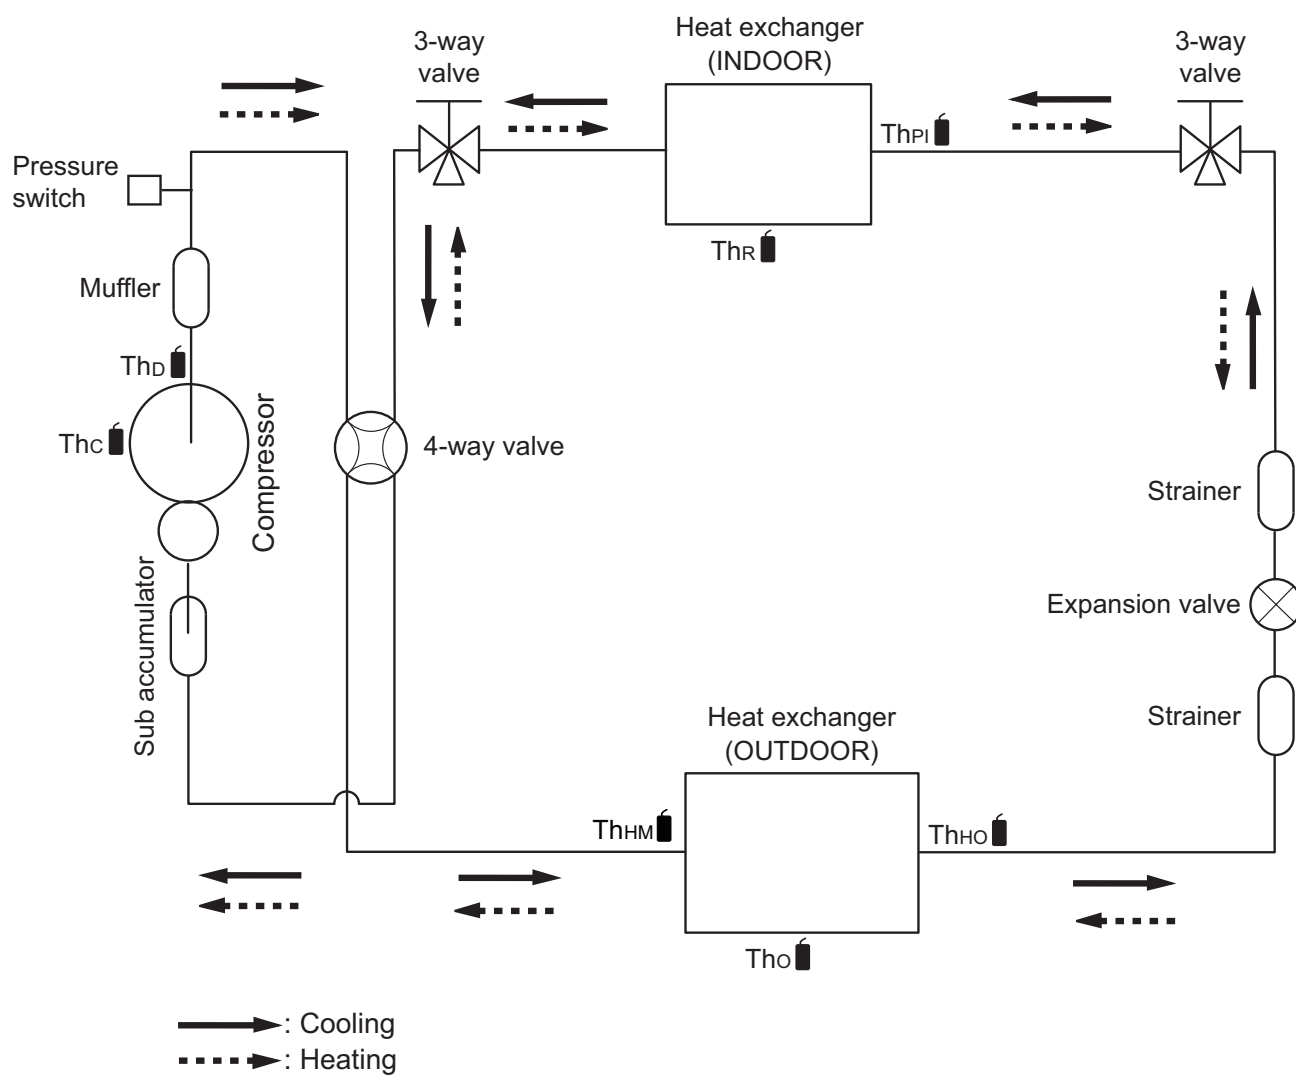 3-way
valve
Heat exchanger
(INDOOR)
3-way
valve
ThPI
Pressure
switch
ThR
Muffler
ThD
ThC
Compressor
4-way valve
Strainer
Sub accumulator
Expansion valve
Heat exchanger
(OUTDOOR)
Strainer
ThHM
ThHO
ThO
: Cooling
: Heating